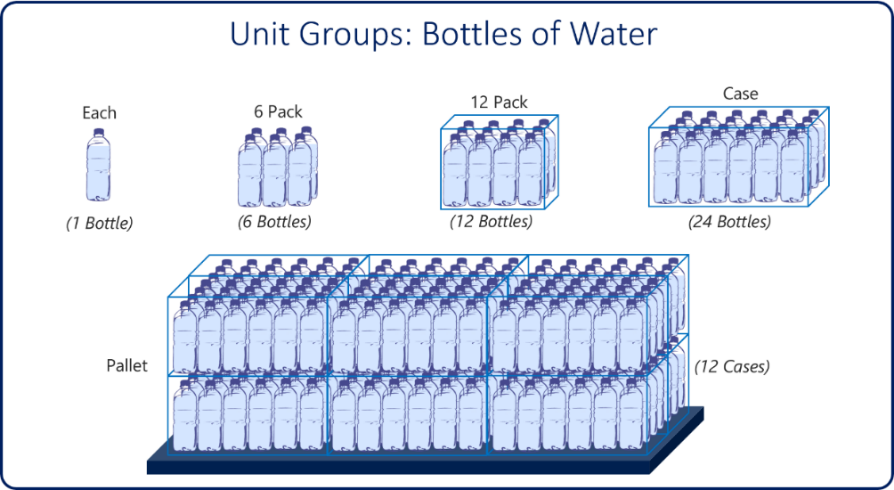 Unit Groups: Bottles of Water
Each
6 Pack
12 Pack
Case
(1 Bottle)
(6 Bottles)
(12 Bottles)
(24 Bottles)
Pallet
(12 Cases)